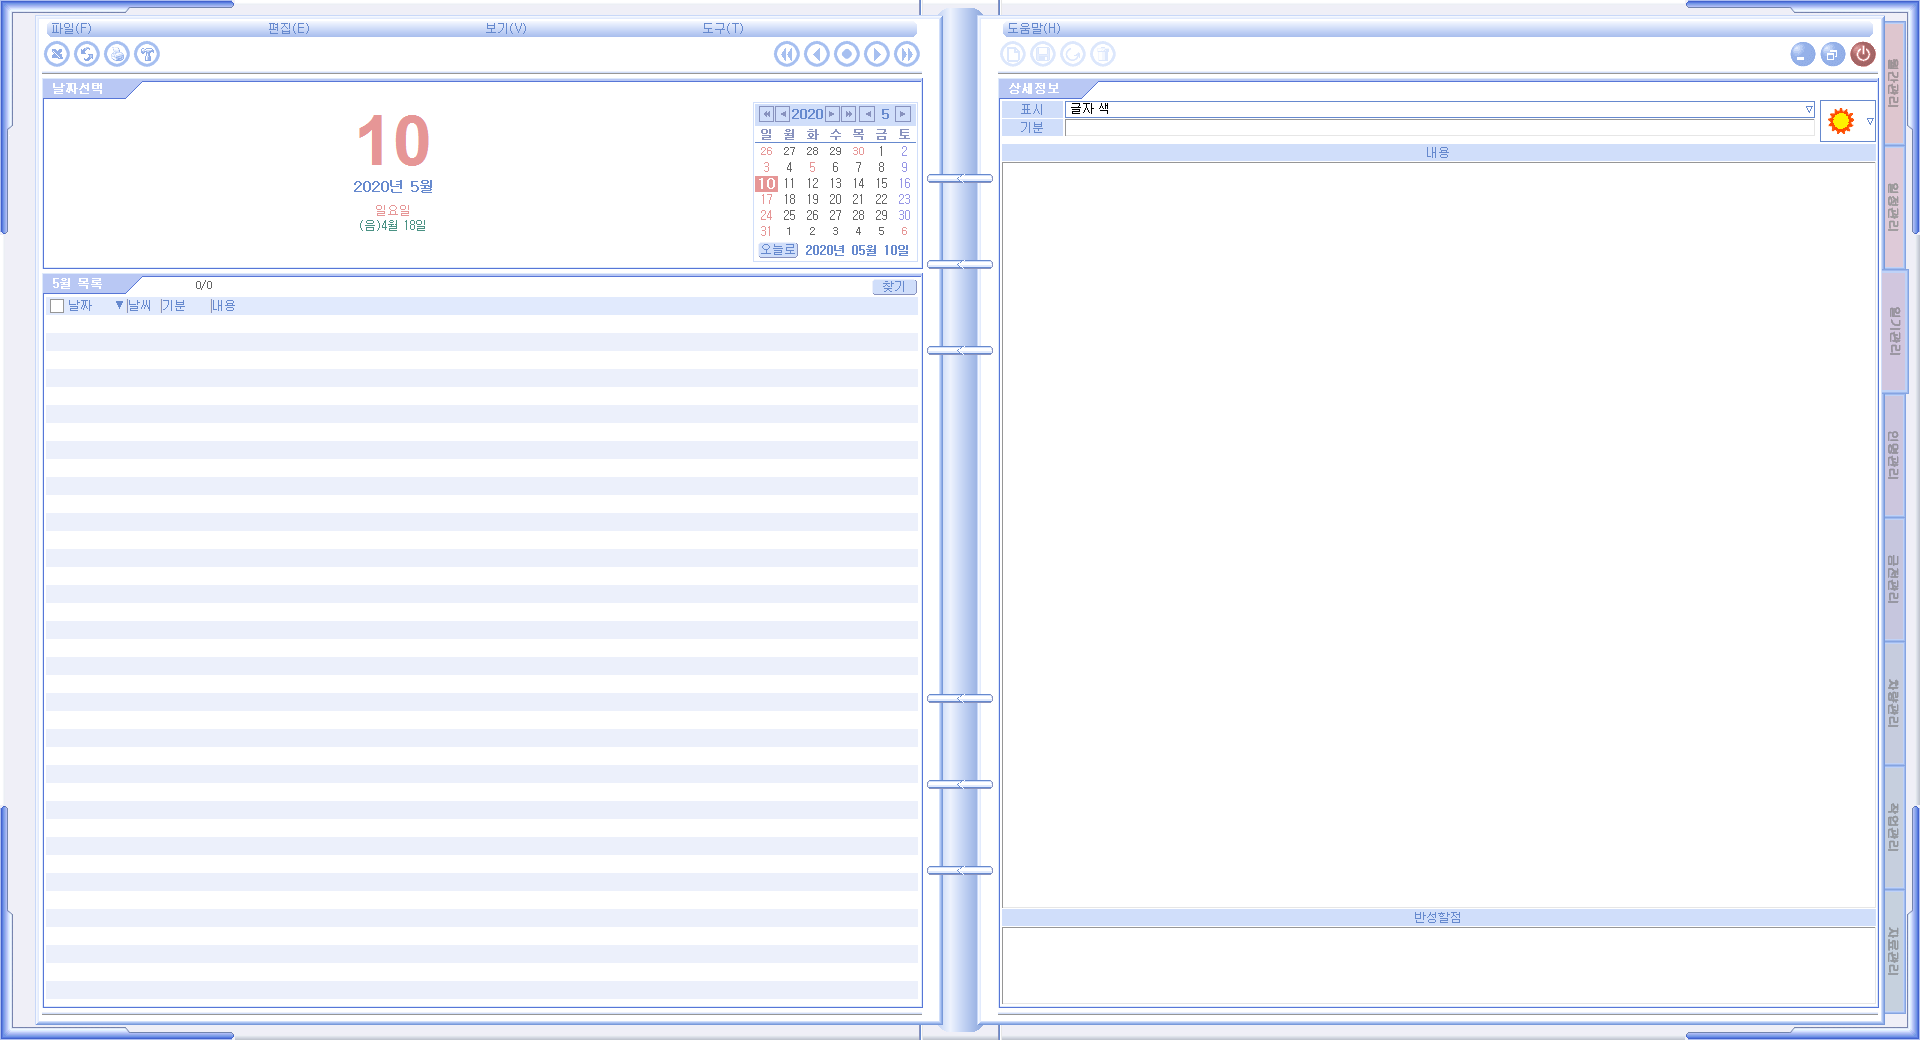 파일(F) 편집(E) 보기(V) 도구(T)
날짜선택
10
2020년 5월
일요일
(음)4월 18일
2020 5
일 월 화 수 목 금 토
26 27 28 29 30 1 2
3 4 5 6 7 8 9
10 11 12 13 14 15 16
17 18 19 20 21 22 23
24 25 26 27 28 29 30
31 1 2 3 4 5 6
오늘로 2020년 05월 10일
5월 목록 0/0 찾기
날짜 ▼ 날씨 기분 내용
도움말(H)
상세정보
표시 글자 색
기분
내용
반성할점
월간관리
일정관리
일기관리
인명관리
금전관리
차량관리
작업관리
자료관리